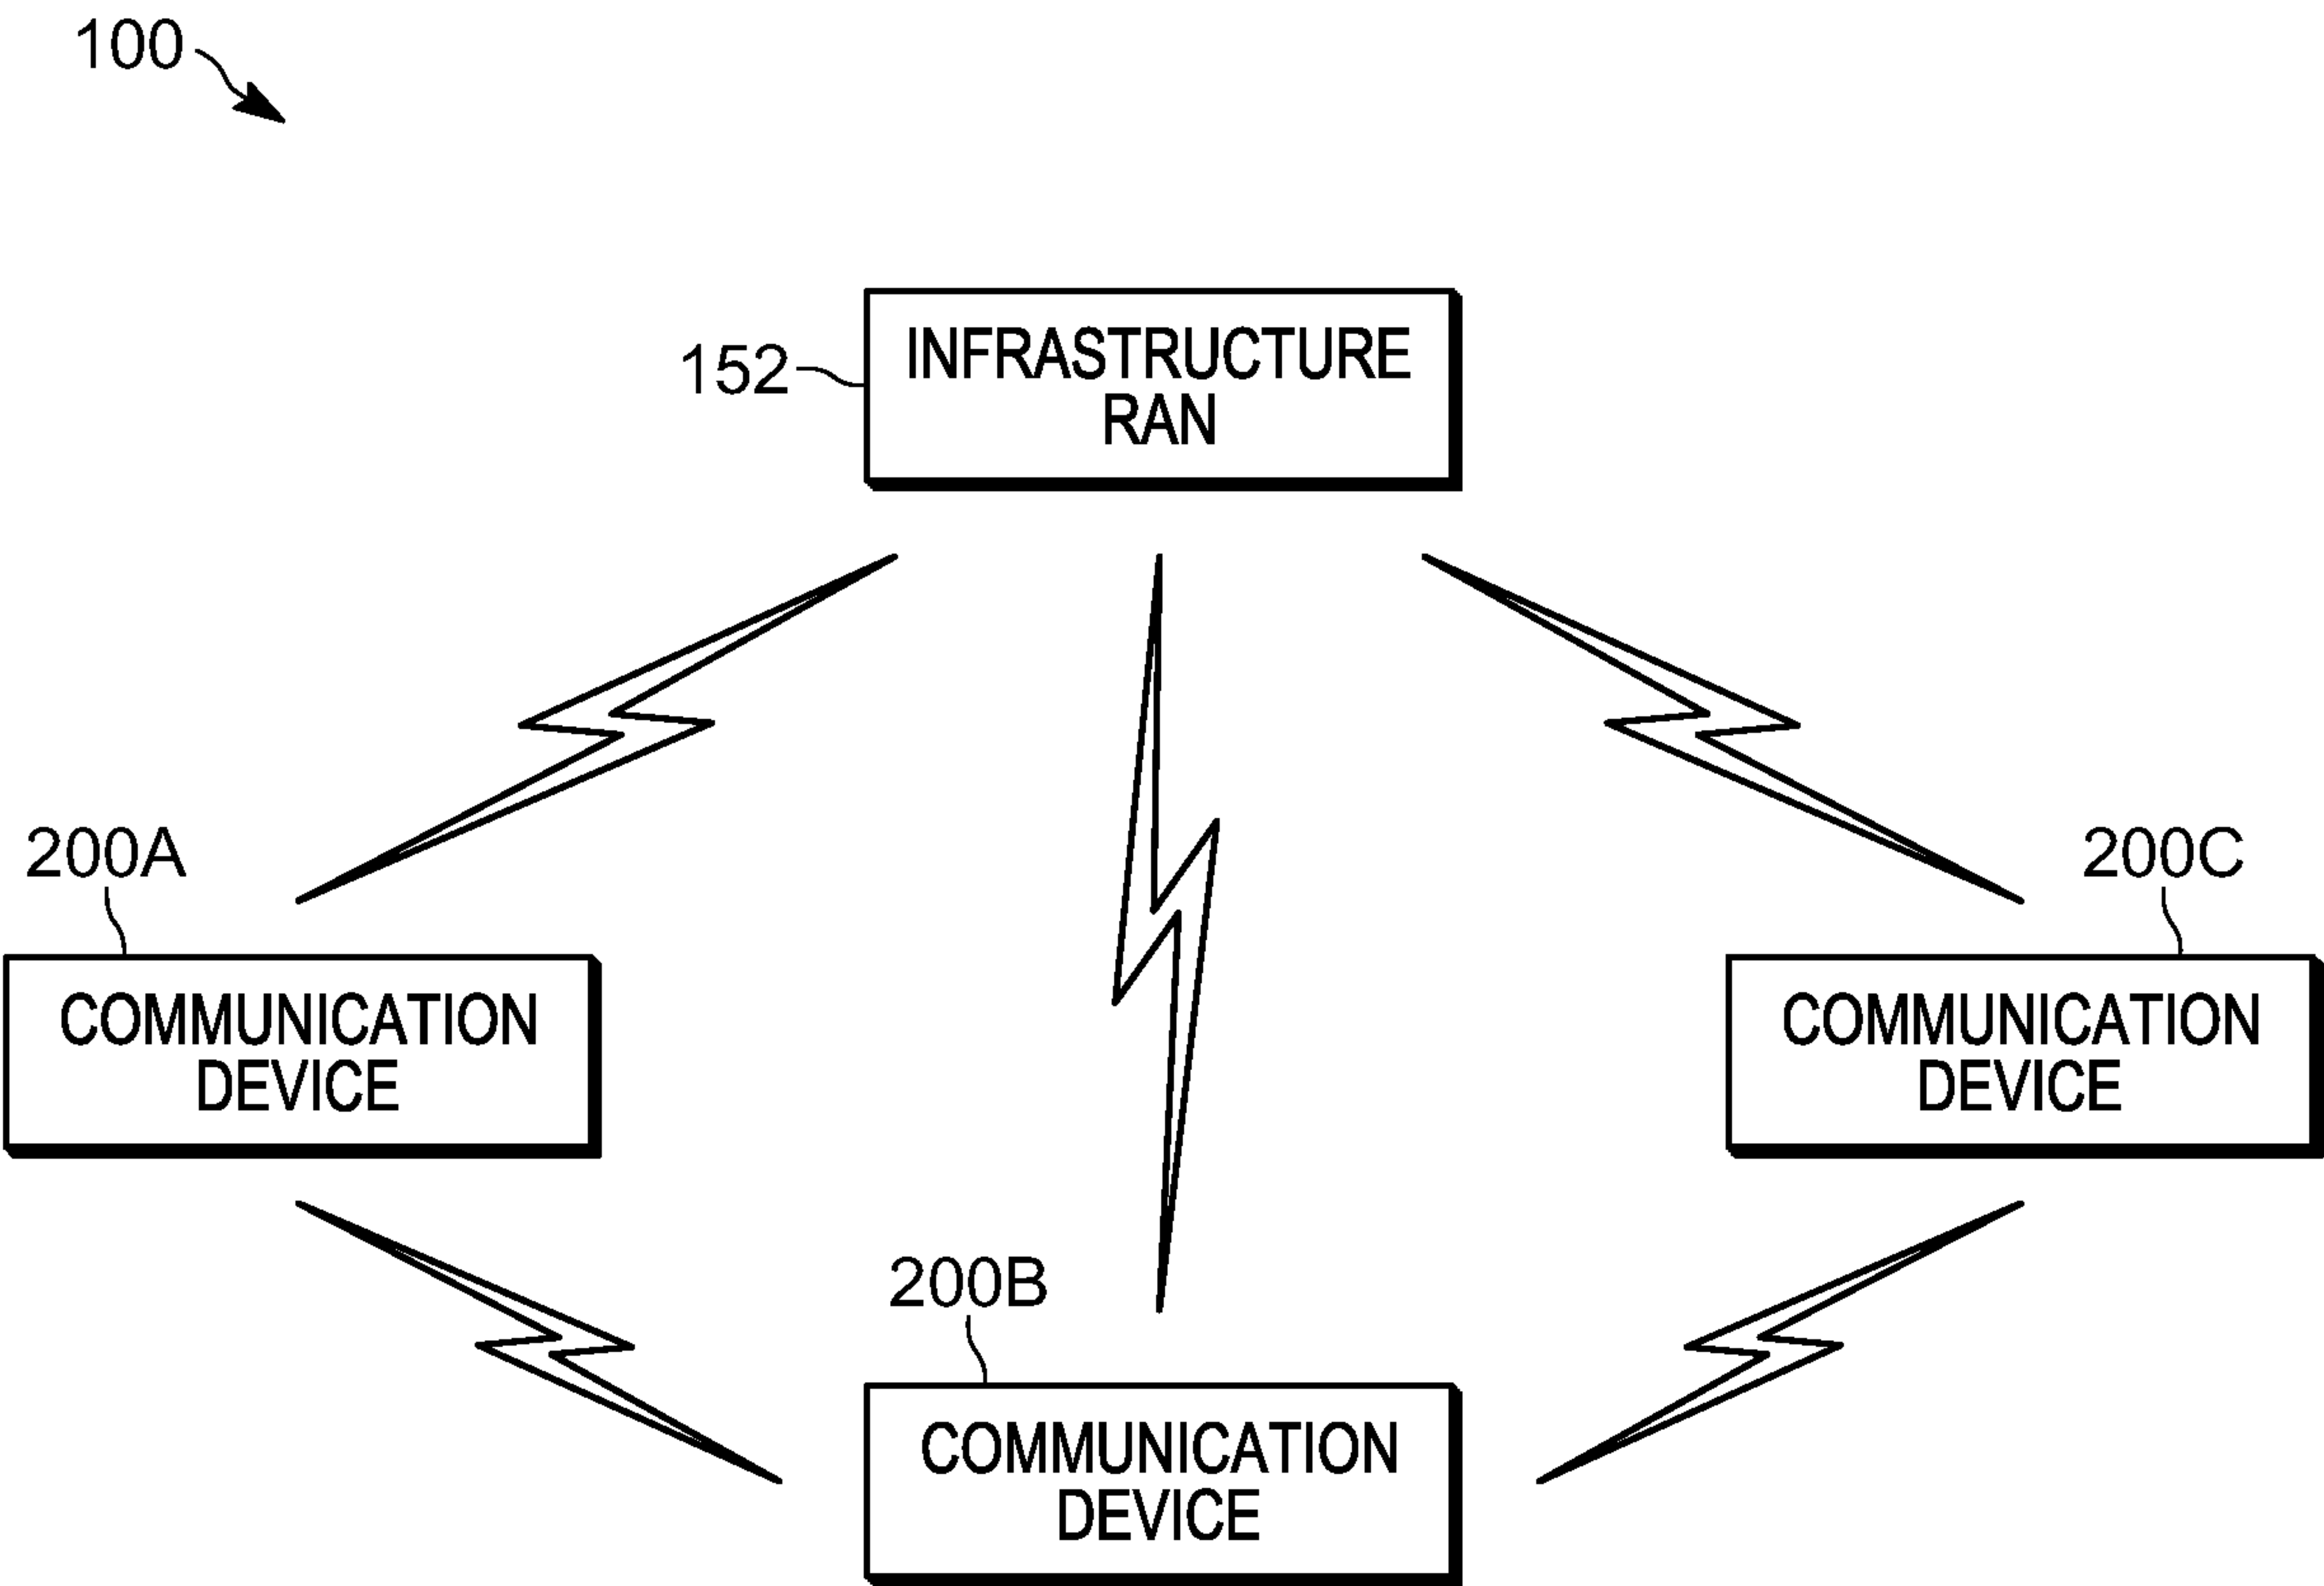 100
152
INFRASTRUCTURE
RAN
200A
COMMUNICATION
DEVICE
200C
COMMUNICATION
DEVICE
200B
COMMUNICATION
DEVICE